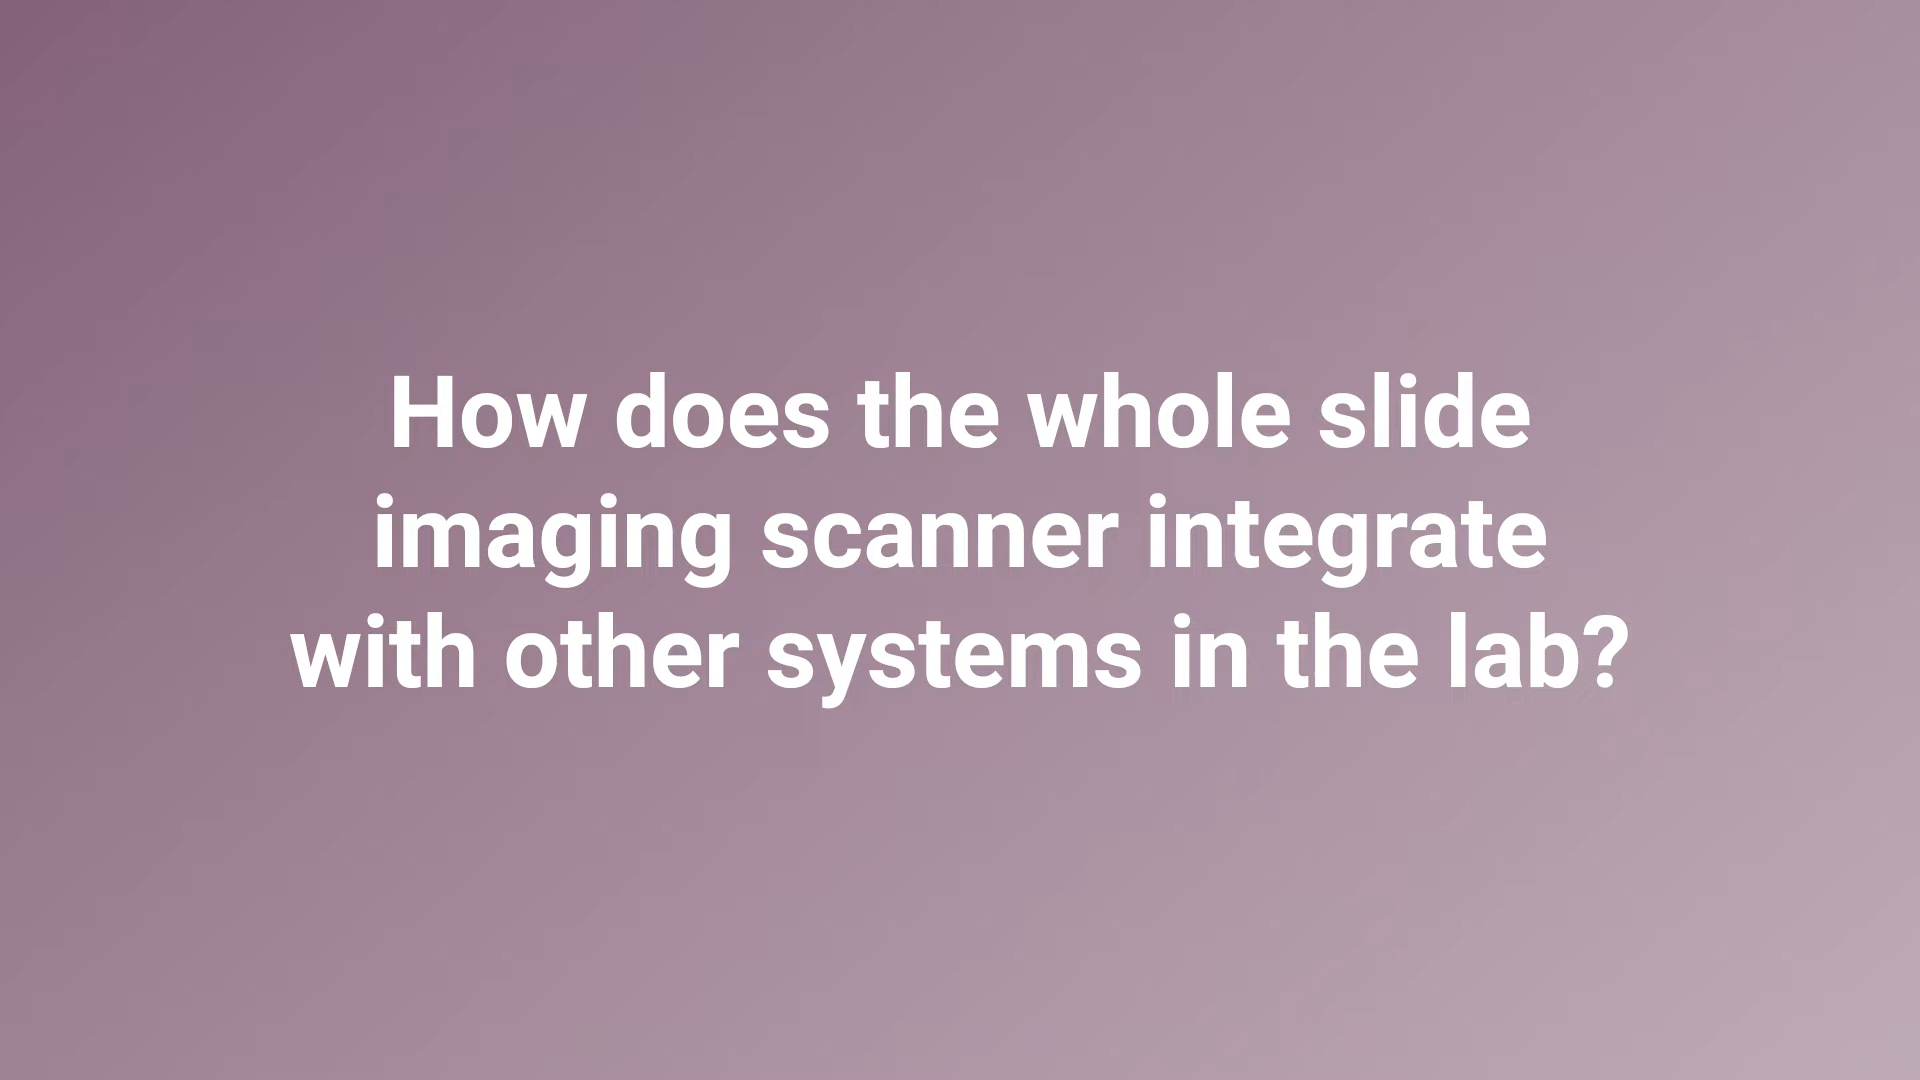 How does the whole slide
imaging scanner integrate
with other systems in the lab?